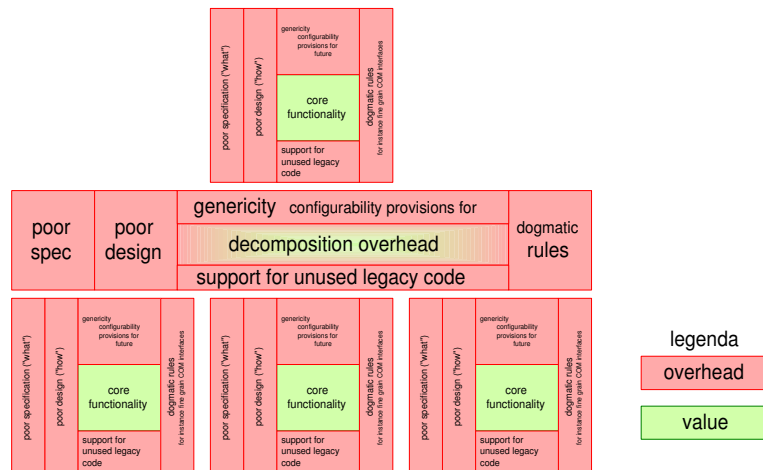 poor specification ("what")
poor design ("how")
genericity
configurability
provisions for
future
core
functionality
support for
unused legacy
code
dogmatic rules
for instance fine grain COM interfaces
poor
spec
poor
design
genericity configurability provisions for
decomposition overhead
support for unused legacy code
dogmatic
rules
poor specification ("what")
poor design ("how")
genericity
configurability
provisions for
future
core
functionality
support for
unused legacy
code
dogmatic rules
for instance fine grain COM interfaces
poor specification ("what")
poor design ("how")
genericity
configurability
provisions for
future
core
functionality
support for
unused legacy
code
dogmatic rules
for instance fine grain COM interfaces
poor specification ("what")
poor design ("how")
genericity
configurability
provisions for
future
core
functionality
support for
unused legacy
code
dogmatic rules
for instance fine grain COM interfaces
legenda
overhead
value